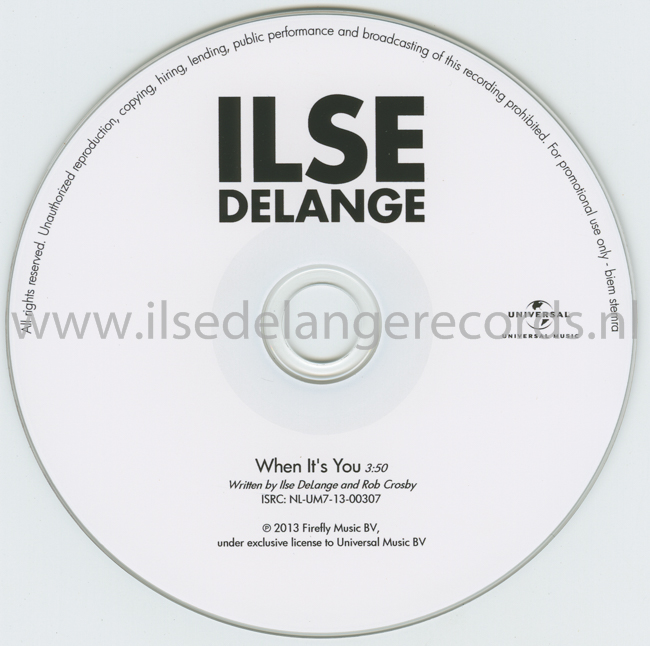 All rights reserved. Unauthorized reproduction, copying, hiring, lending, public performance and broadcasting of this recording prohibited. For promotional use only - biem stemra
ILSE
DELANGE
UNIVERSAL
UNIVERSAL MUSIC
www.ilsedelangerecords.nl
When It's You 3:50
Written by Ilse DeLange and Rob Crosby
ISRC: NL-UM7-13-00307
℗ 2013 Firefly Music BV,
under exclusive license to Universal Music BV